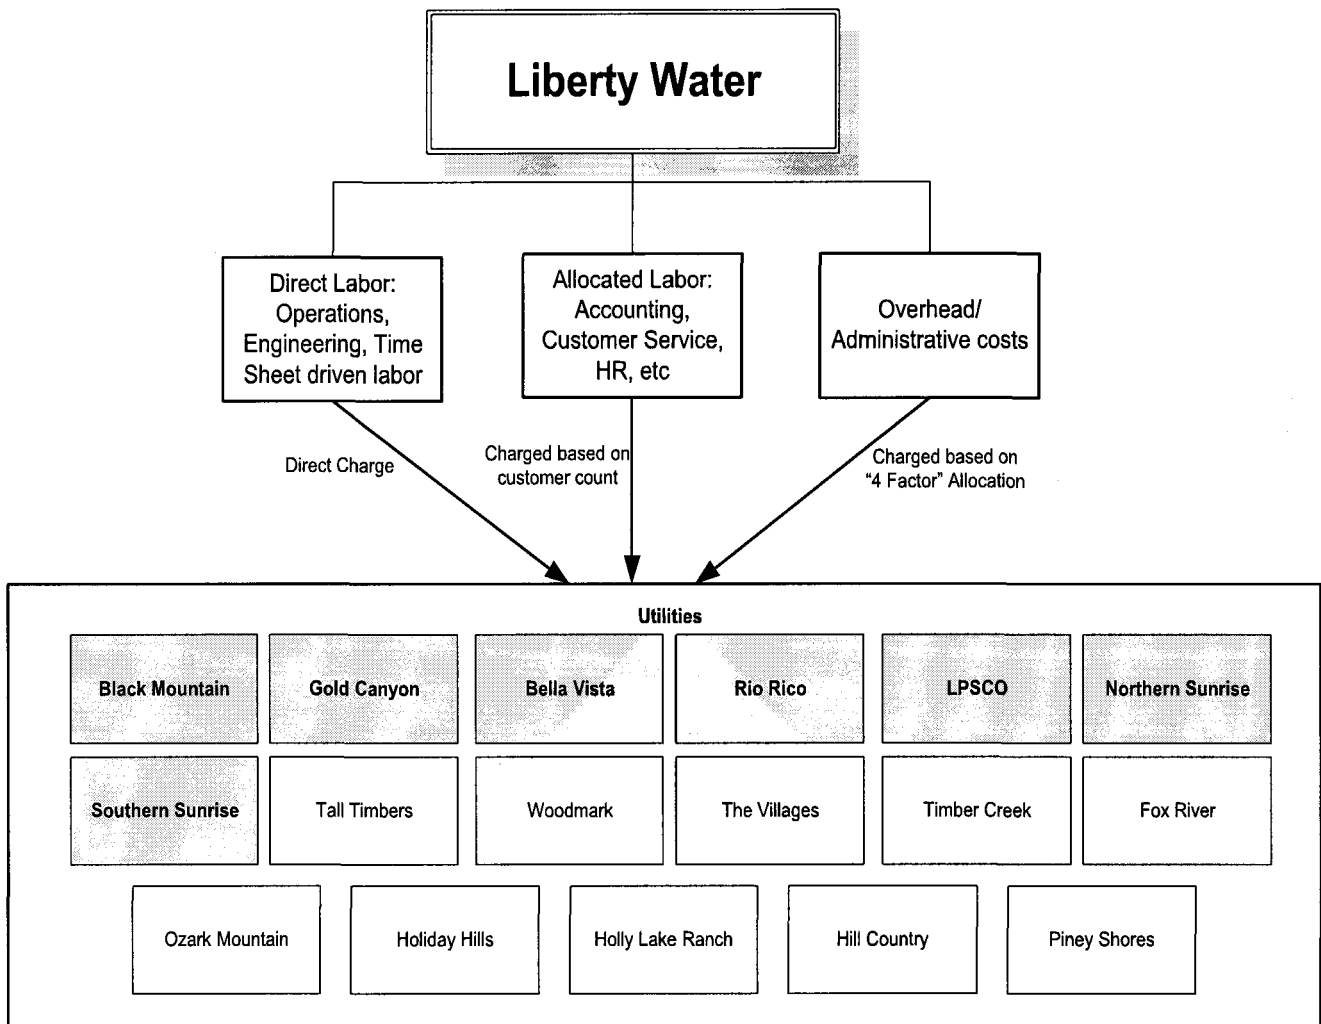 Liberty Water
Direct Labor:
Operations,
Engineering, Time
Sheet driven labor
Allocated Labor:
Accounting,
Customer Service,
HR, etc
Overhead/
Administrative costs
Direct Charge
Charged based on
customer count
Charged based on
“4 Factor” Allocation
Utilities
Black Mountain
Gold Canyon
Bella Vista
Rio Rico
LPSCO
Northern Sunrise
Southern Sunrise
Tall Timbers
Woodmark
The Villages
Timber Creek
Fox River
Ozark Mountain
Holiday Hills
Holly Lake Ranch
Hill Country
Piney Shores